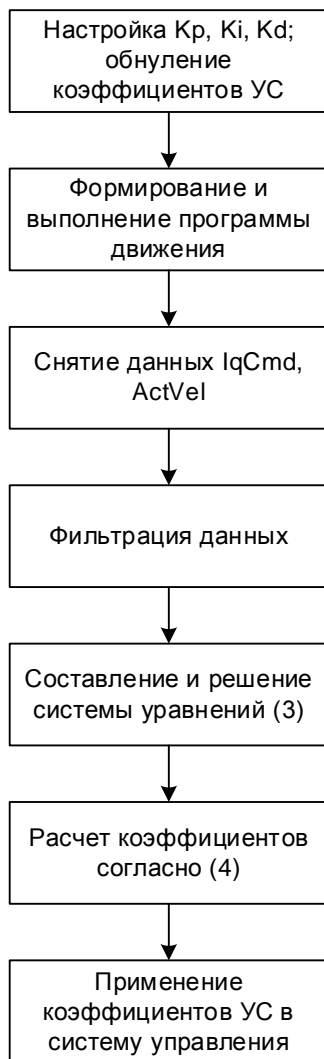 Настройка Kp, Ki, Kd;
обнуление
коэффициентов УС
Формирование и
выполнение программы
движения
Снятие данных IqCmd,
ActVel
Фильтрация данных
Составление и решение
системы уравнений (3)
Расчет коэффициентов
согласно (4)
Применение
коэффициентов УС в
систему управления